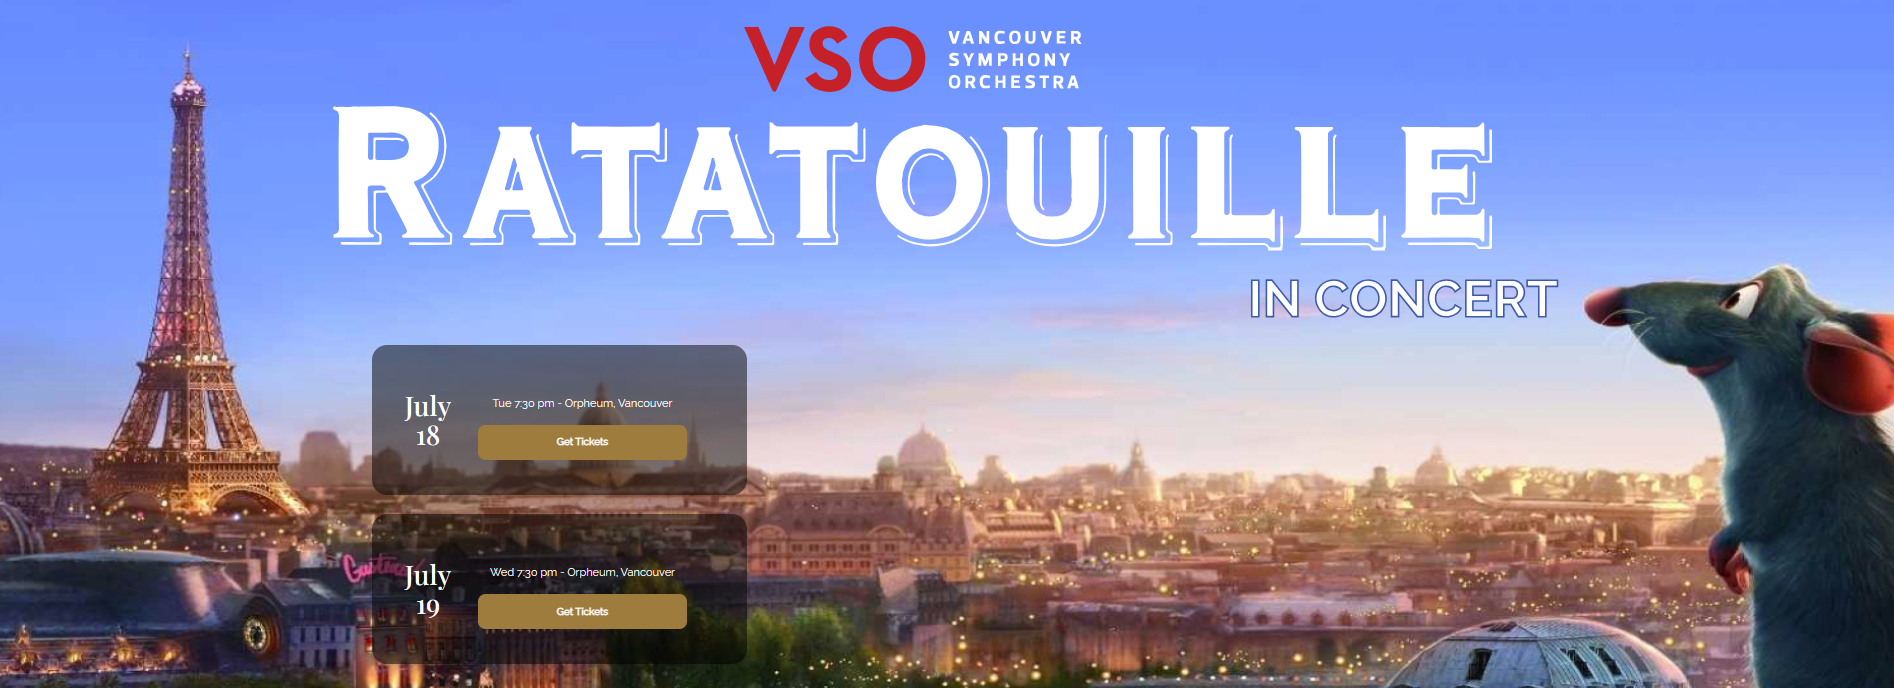 VSO
VANCOUVER
SYMPHONY
ORCHESTRA
RATATOUILLE
IN CONCERT
July
18
Tue 7:30 pm - Orpheum, Vancouver
Get Tickets
July
19
Wed 7:30 pm - Orpheum, Vancouver
Get Tickets